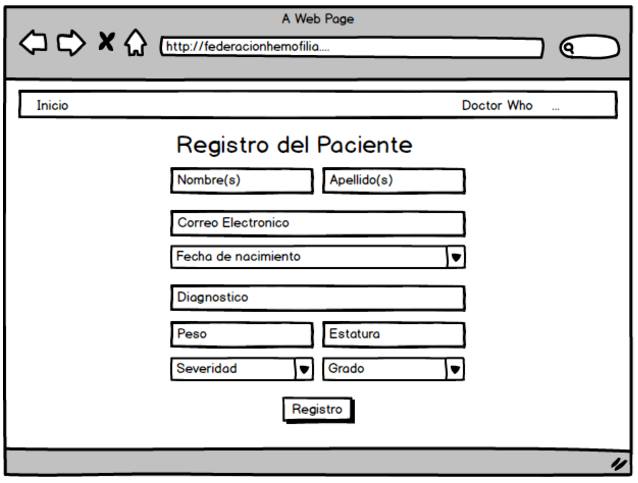 A Web Page
http://federacionhemofilia....
Inicio Doctor Who ...
Registro del Paciente
Nombre(s) Apellido(s)
Correo Electronico
Fecha de nacimiento
Diagnostico
Peso Estatura
Severidad Grado
Registro